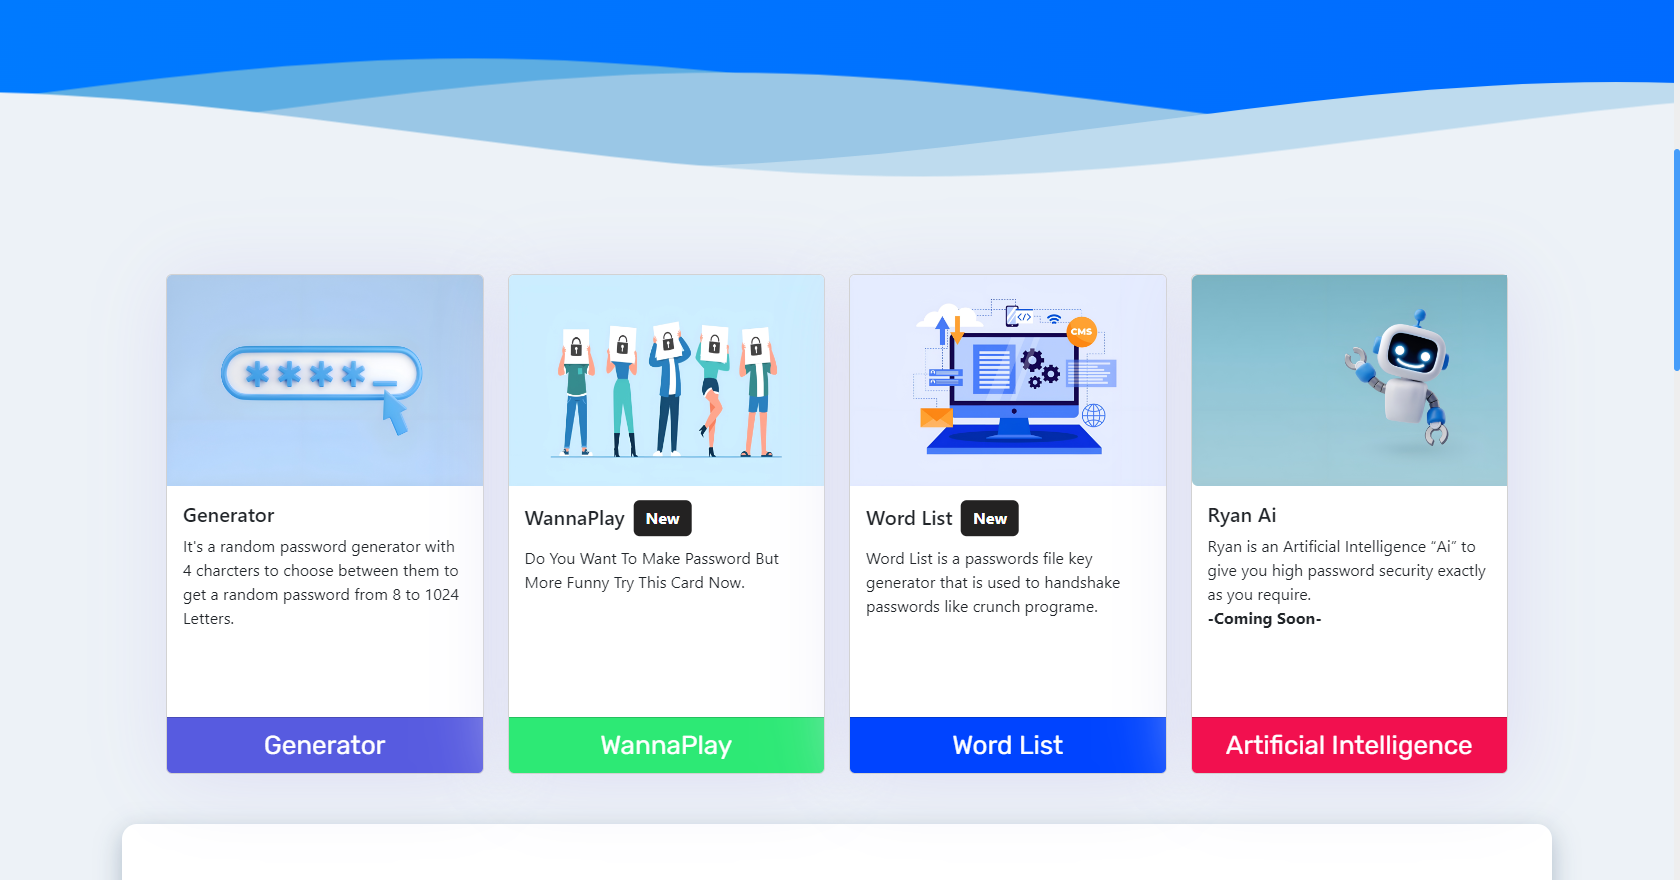 CMS
Generator
It's a random password generator with
4 charcters to choose between them to
get a random password from 8 to 1024
Letters.
Generator
WannaPlay New
Do You Want To Make Password But
More Funny Try This Card Now.
WannaPlay
Word List New
Word List is a passwords file key
generator that is used to handshake
passwords like crunch programe.
Word List
Ryan Ai
Ryan is an Artificial Intelligence “Ai” to
give you high password security exactly
as you require.
-Coming Soon-
Artificial Intelligence